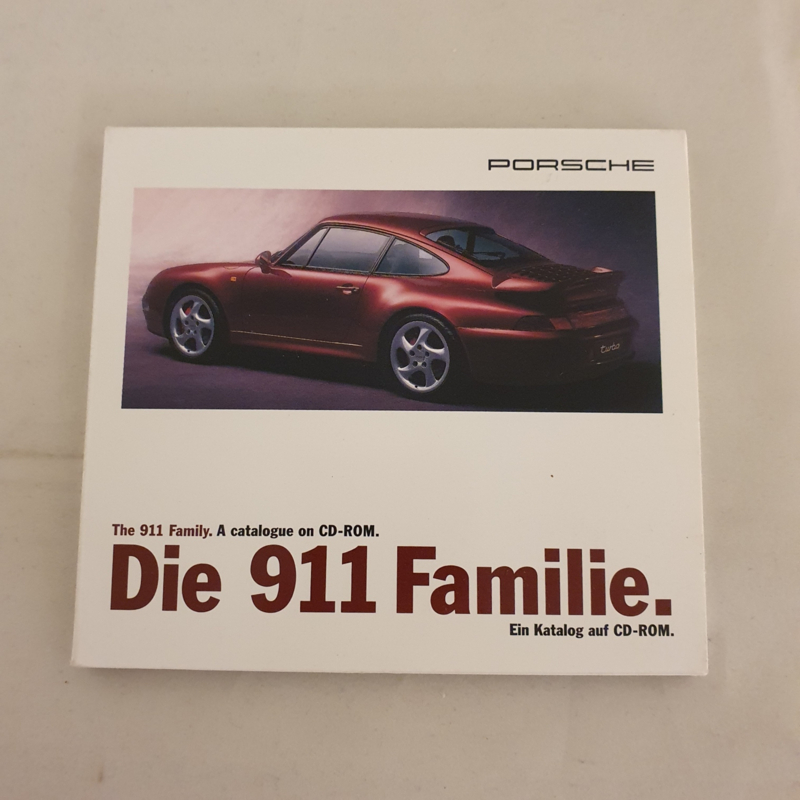 PORSCHE
turbo
The 911 Family. A catalogue on CD-ROM.
Die 911 Familie.
Ein Katalog auf CD-ROM.